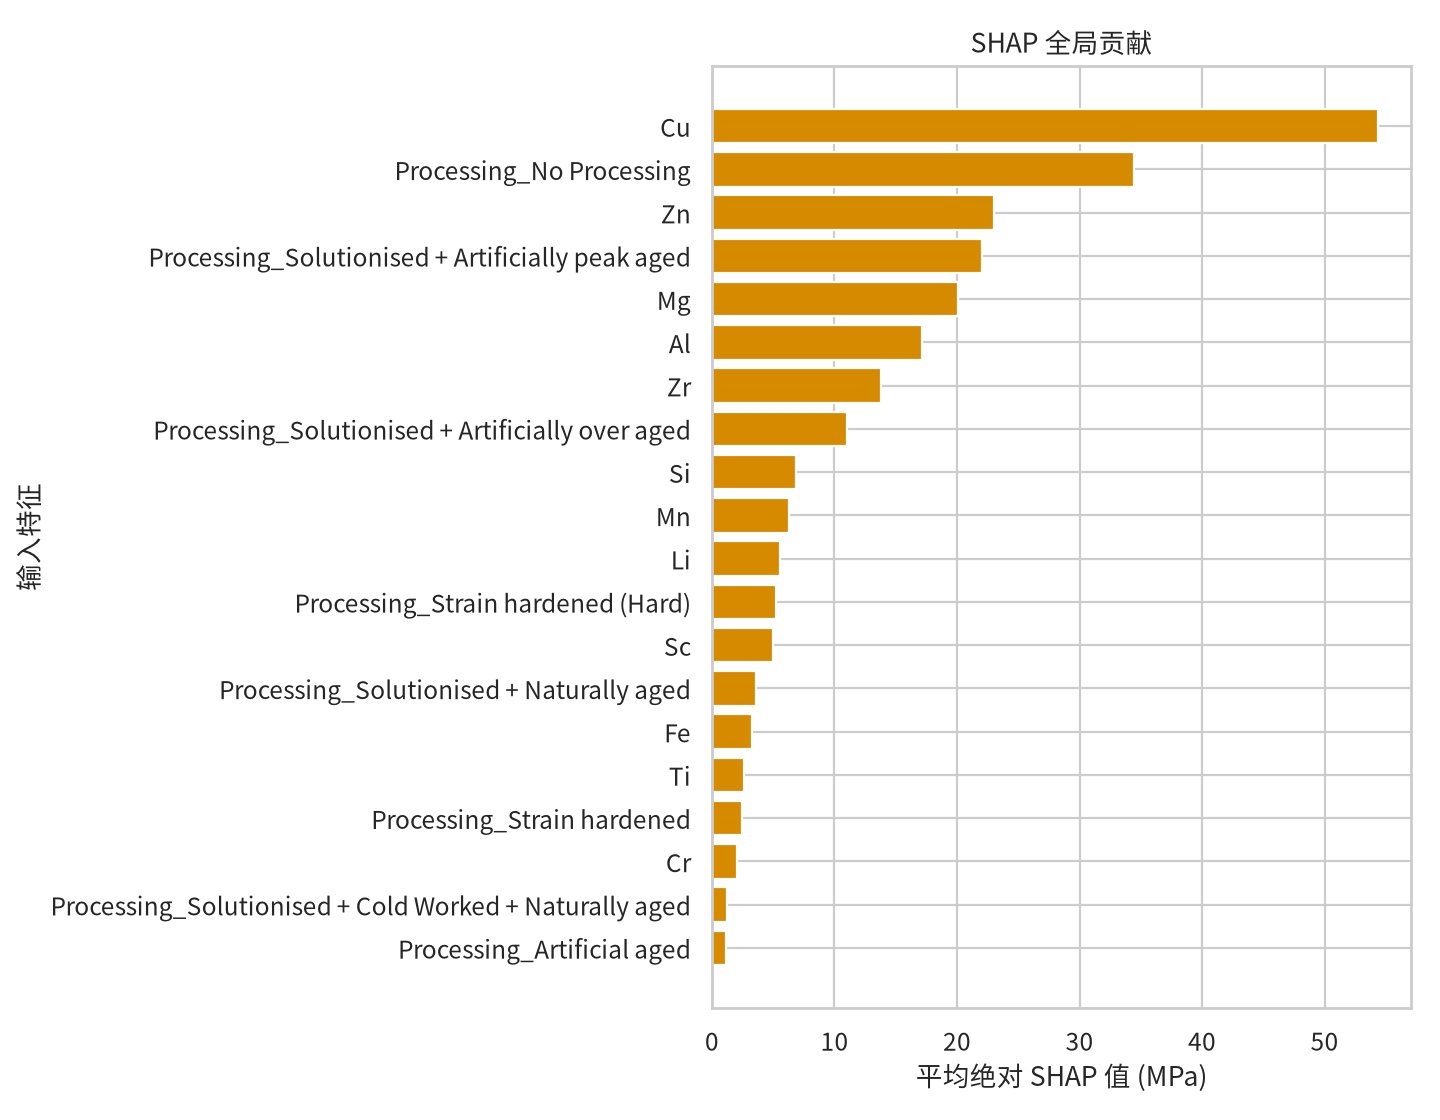 SHAP 全局贡献
输入特征
Cu
Processing_No Processing
Zn
Processing_Solutionised + Artificially peak aged
Mg
Al
Zr
Processing_Solutionised + Artificially over aged
Si
Mn
Li
Processing_Strain hardened (Hard)
Sc
Processing_Solutionised + Naturally aged
Fe
Ti
Processing_Strain hardened
Cr
Processing_Solutionised + Cold Worked + Naturally aged
Processing_Artificial aged
0 10 20 30 40 50
平均绝对 SHAP 值 (MPa)